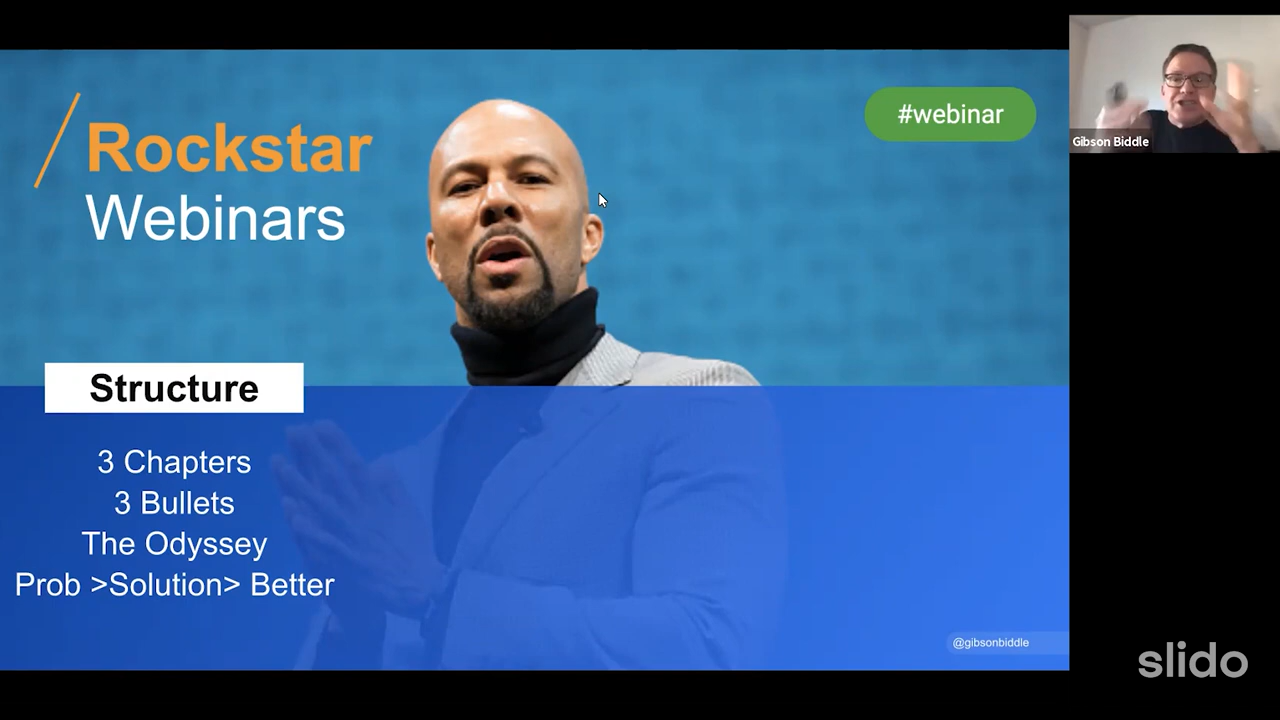 Rockstar
Webinars
#webinar
Gibson Biddle
Structure
3 Chapters
3 Bullets
The Odyssey
Prob >Solution> Better
@gibsonbiddle
slido